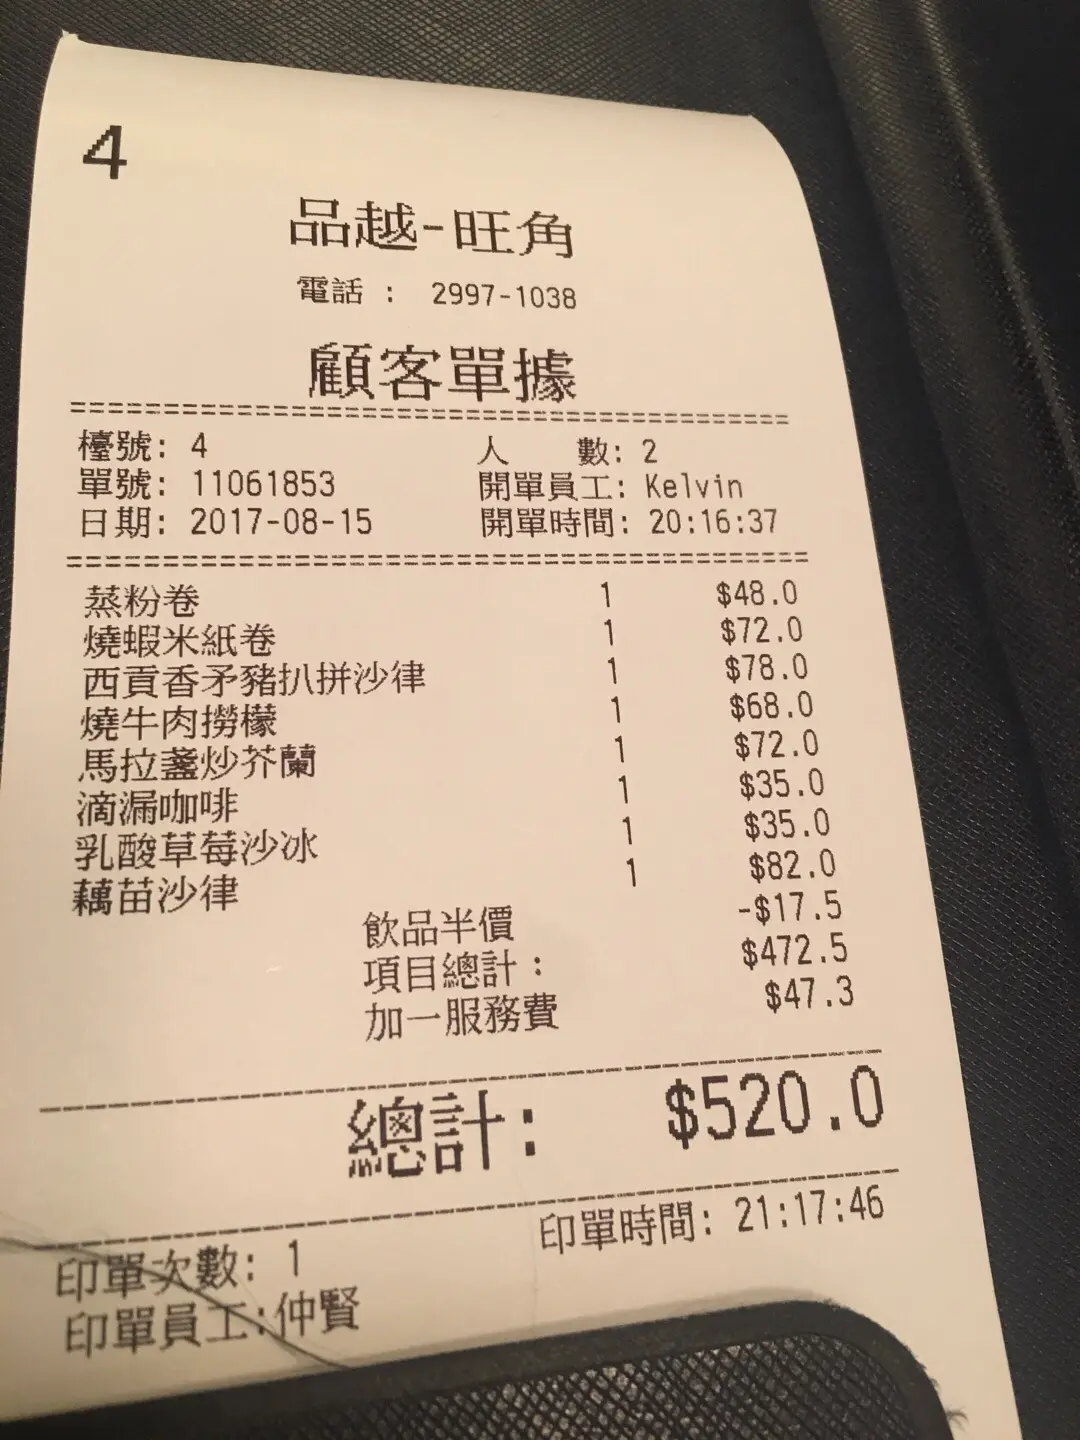 4
品越-旺角
電話 : 2997-1038
顧客單據
檯號: 4 人 數: 2
單號: 11061853 開單員工: Kelvin
日期: 2017-08-15 開單時間: 20:16:37
蒸粉卷 1 $48.0
燒蝦米紙卷 1 $72.0
西貢香矛豬扒拼沙律 1 $78.0
燒牛肉撈檬 1 $68.0
馬拉盞炒芥蘭 1 $72.0
滴漏咖啡 1 $35.0
乳酸草莓沙冰 1 $35.0
藕苗沙律 1 $82.0
飲品半價 -$17.5
項目總計: $472.5
加一服務費 $47.3
總計: $520.0
印單次數: 1 印單時間: 21:17:46
印單員工:仲賢